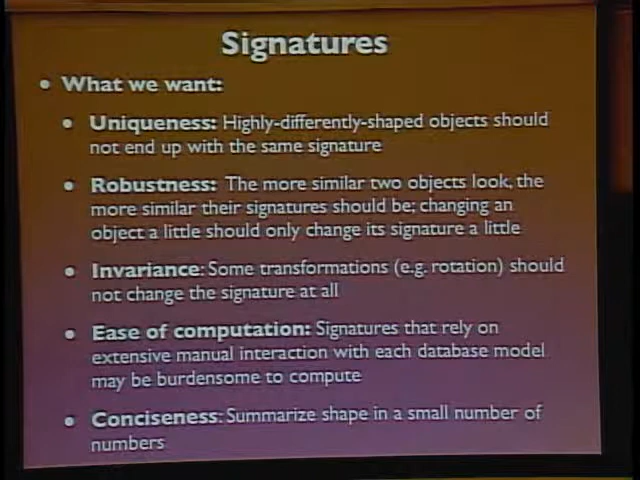 Signatures
• What we want:
• Uniqueness: Highly-differently-shaped objects should
not end up with the same signature
• Robustness: The more similar two objects look, the
more similar their signatures should be; changing an
object a little should only change its signature a little
• Invariance: Some transformations (e.g. rotation) should
not change the signature at all
• Ease of computation: Signatures that rely on
extensive manual interaction with each database model
may be burdensome to compute
• Conciseness: Summarize shape in a small number of
numbers